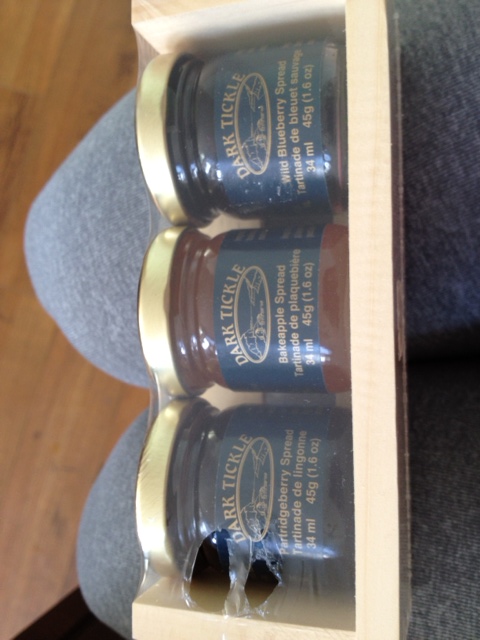 DARK TICKLE
Partridgeberry Spread
Tartinade de lingonne
34 ml 45g (1.6 oz)
DARK TICKLE
Bakeapple Spread
Tartinade de plaquebière
34 ml 45g (1.6 oz)
DARK TICKLE
Wild Blueberry Spread
Tartinade de bleuet sauvage
34 ml 45g (1.6 oz)